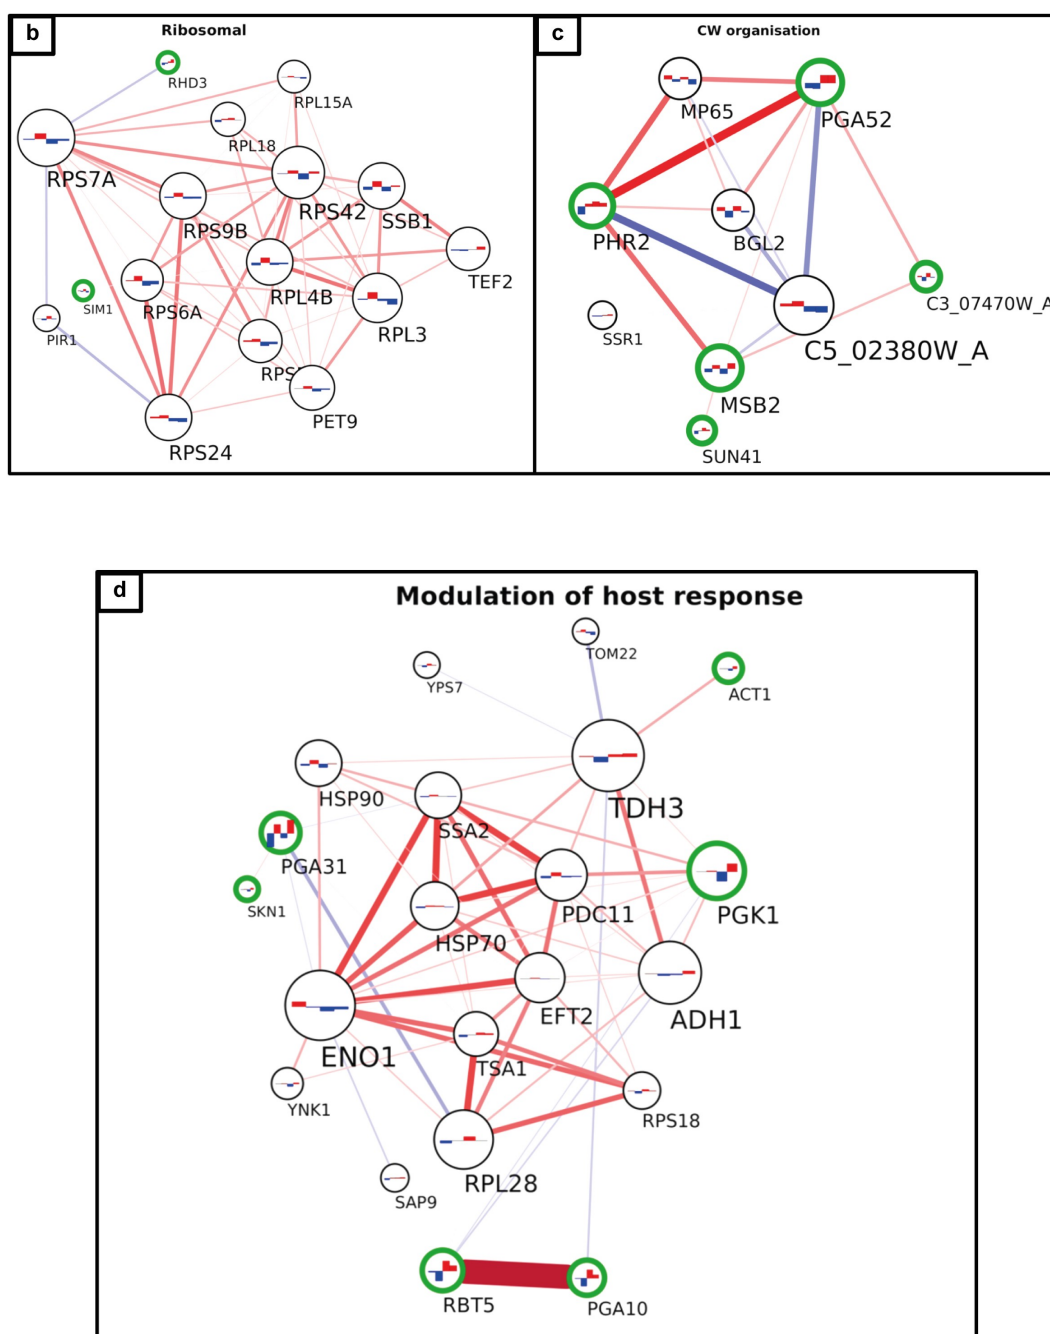 b
Ribosomal
RHD3
RPL15A
RPL18
RPS7A
RPS42
SSB1
RPS9B
TEF2
RPL4B
RPS6A
SIM1
RPL3
PIR1
PET9
RPS24
c
CW organisation
MP65
PGA52
PHR2
BGL2
C3_07470W_A
SSR1
C5_02380W_A
MSB2
SUN41
d
Modulation of host response
TOM22
YPS7
ACT1
HSP90
TDH3
SSA2
PGA31
SKN1
PDC11
PGK1
HSP70
EFT2
ADH1
ENO1
TSA1
YNK1
RPS18
RPL28
SAP9
RBT5
PGA10